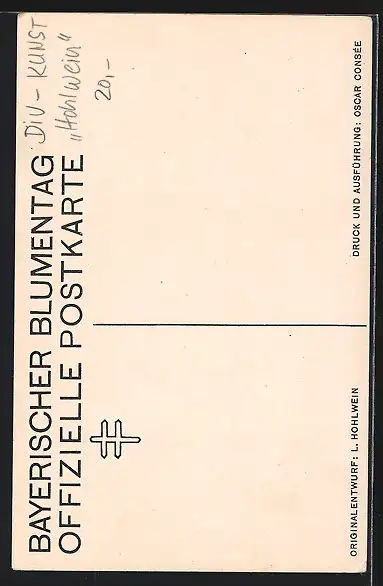 BAYERISCHER BLUMENTAG
OFFIZIELLE POSTKARTE
DIV - KUNST
„Hohlwein"
20,-
ORIGINALENTWURF: L. HOHLWEIN
DRUCK UND AUSFÜHRUNG: OSCAR CONSÉE